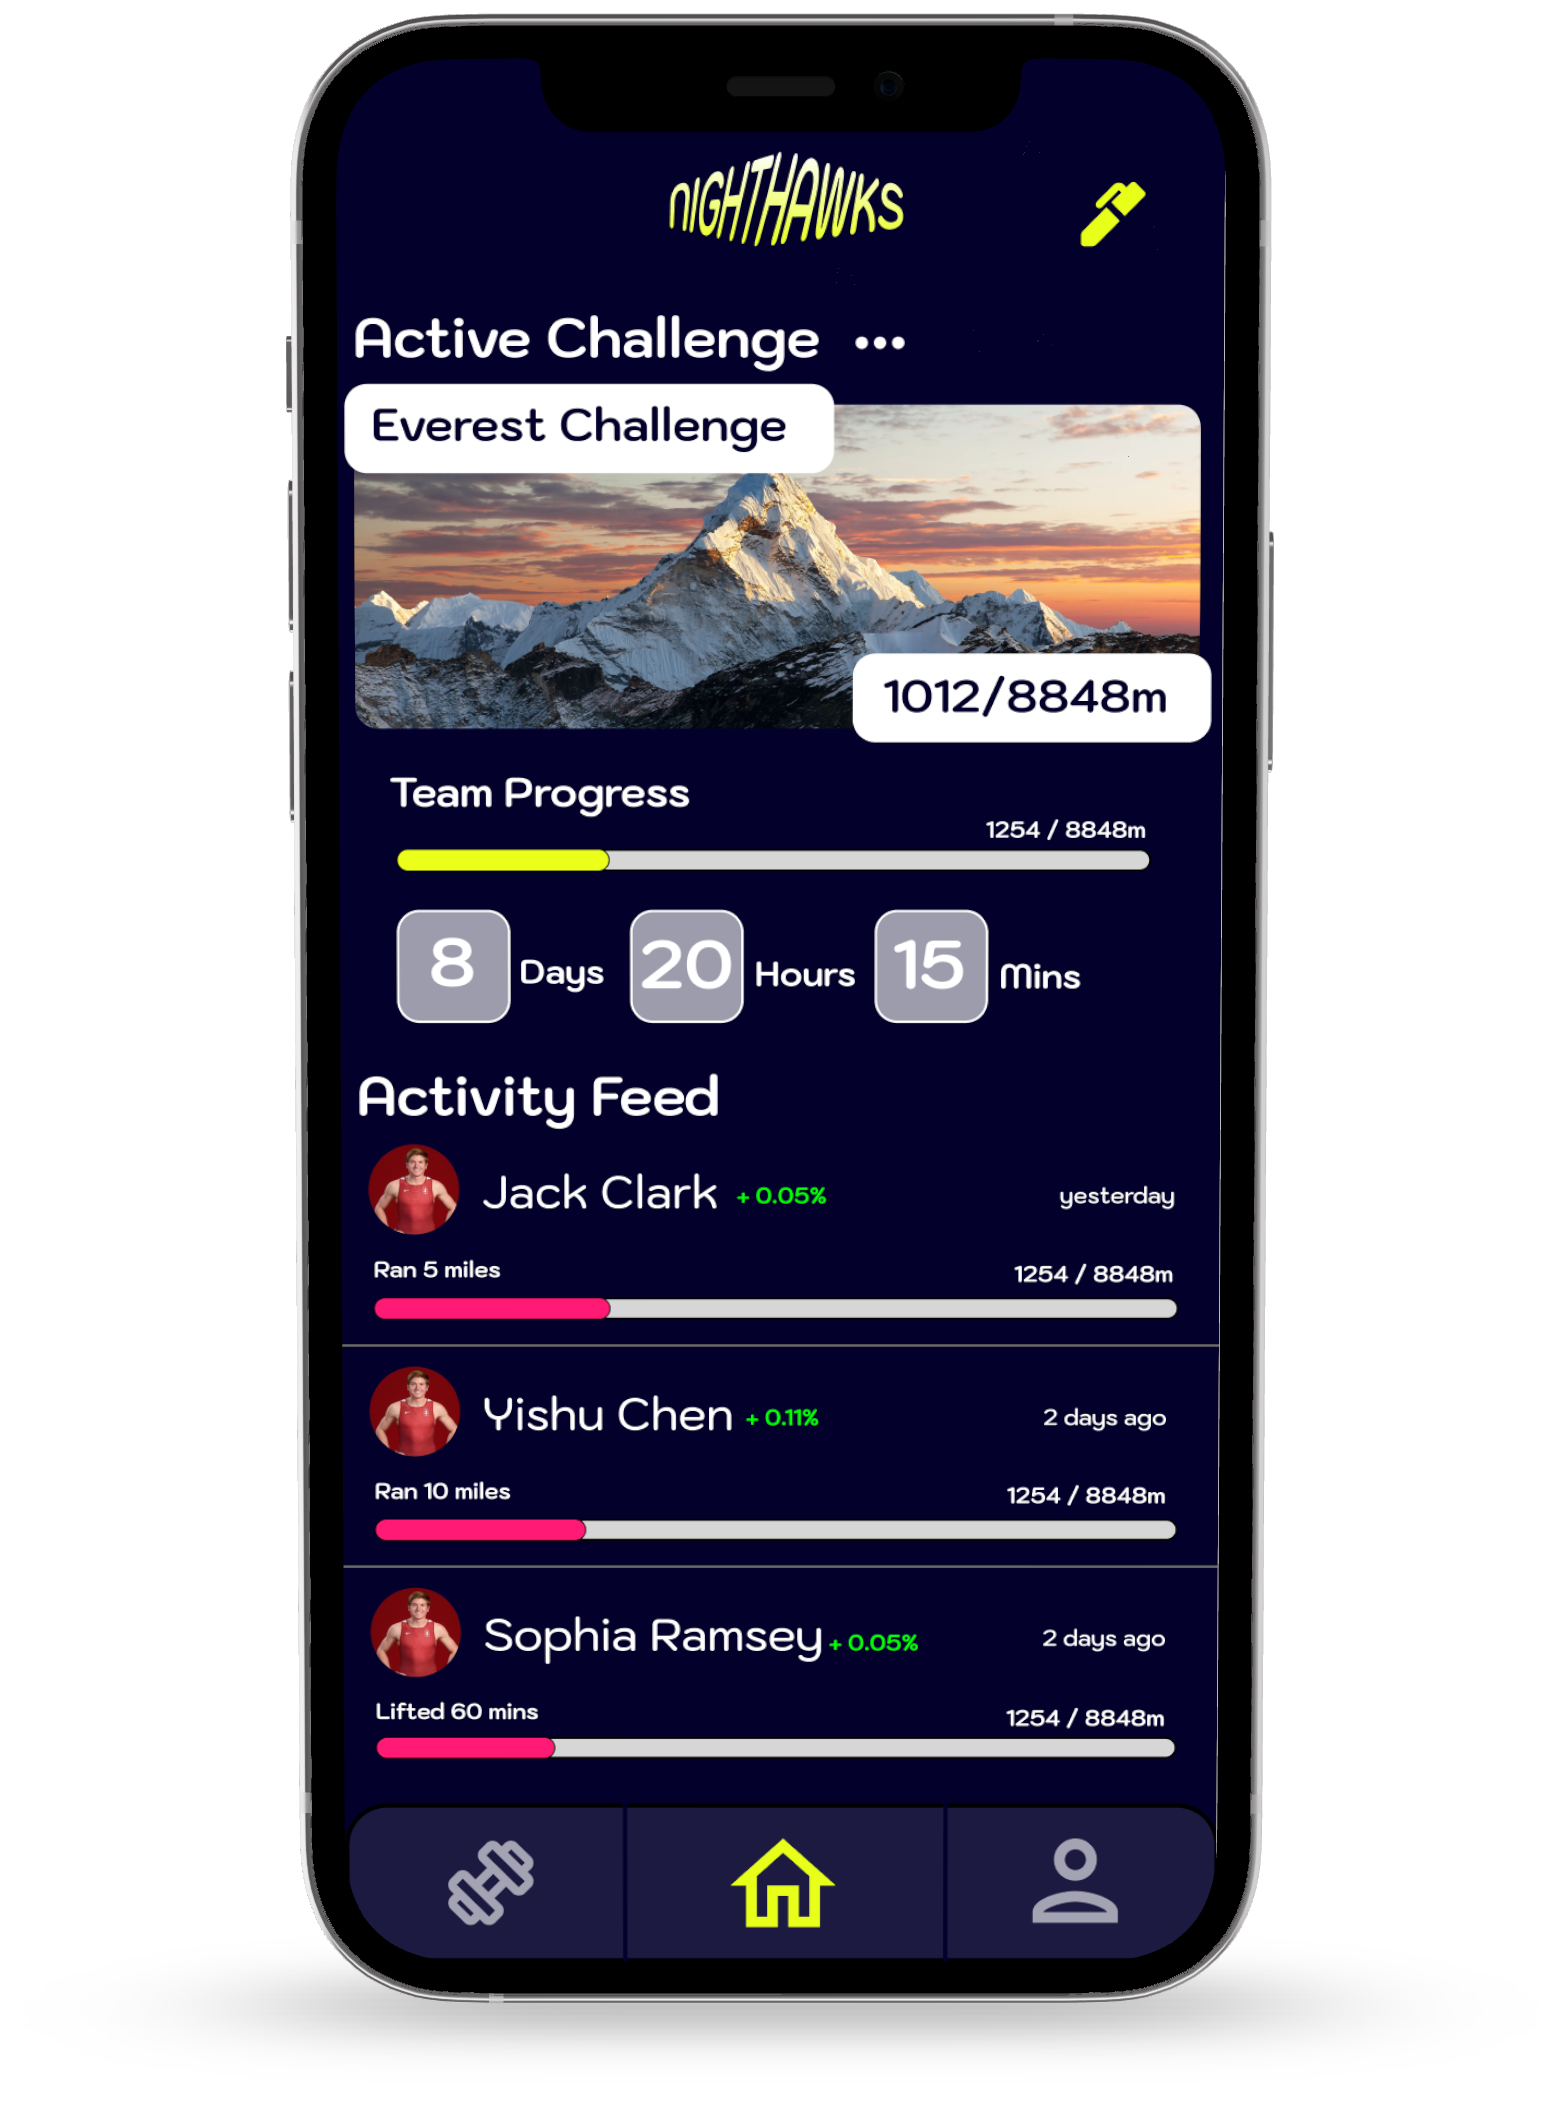 NIGHTHAWKS
Active Challenge •••
Everest Challenge
1012/8848m
Team Progress
1254 / 8848m
8 Days 20 Hours 15 Mins
Activity Feed
Jack Clark + 0.05% yesterday
Ran 5 miles 1254 / 8848m
Yishu Chen + 0.11% 2 days ago
Ran 10 miles 1254 / 8848m
Sophia Ramsey + 0.05% 2 days ago
Lifted 60 mins 1254 / 8848m